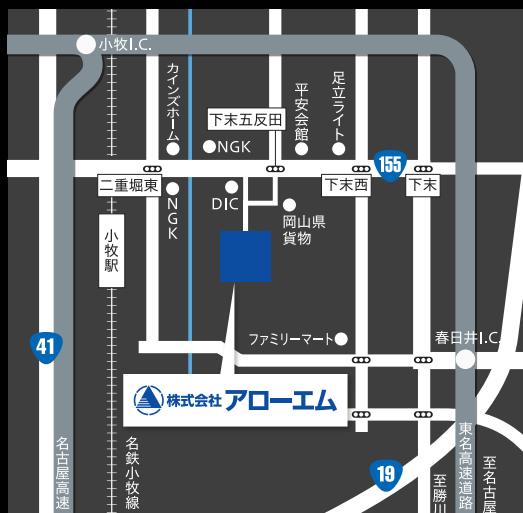 小牧I.C.
カインズホーム
下末五反田
平安会館
足立ライト
NGK
155
二重堀東
NGK
DIC
岡山県
貨物
下末西
下末
小牧駅
41
ファミリーマート
春日井I.C.
株式会社 アローエム
名古屋高速
名鉄小牧線
19
至勝川
東名高速道路
至名古屋